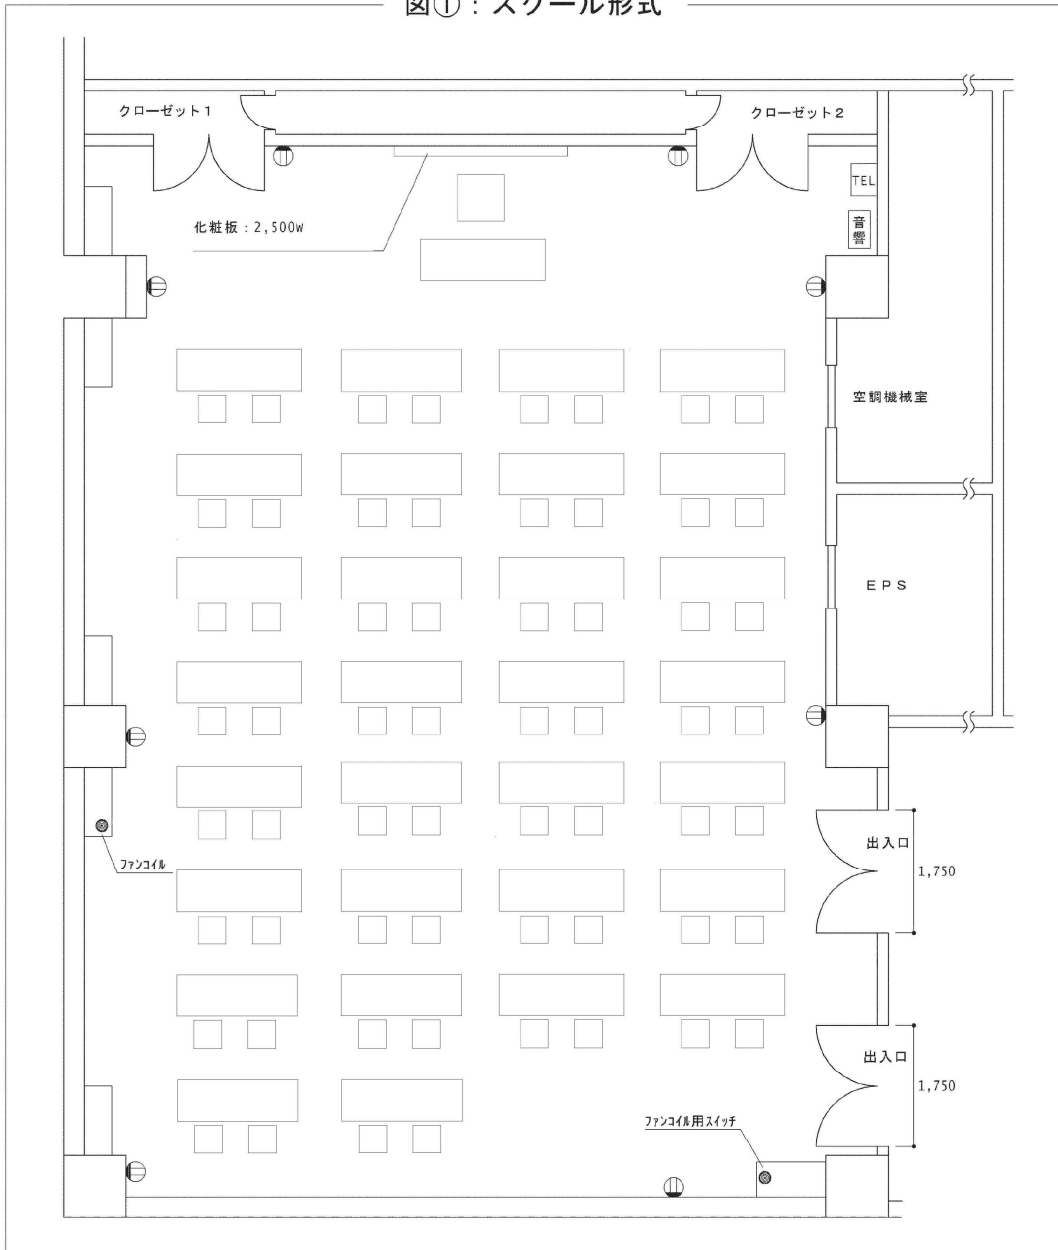 図①：スクール形式
クローゼット1
クローゼット2
TEL
音響
化粧板：2,500W
空調機械室
EPS
ファンコイル
出入口
1,750
出入口
1,750
ファンコイル用スイッチ